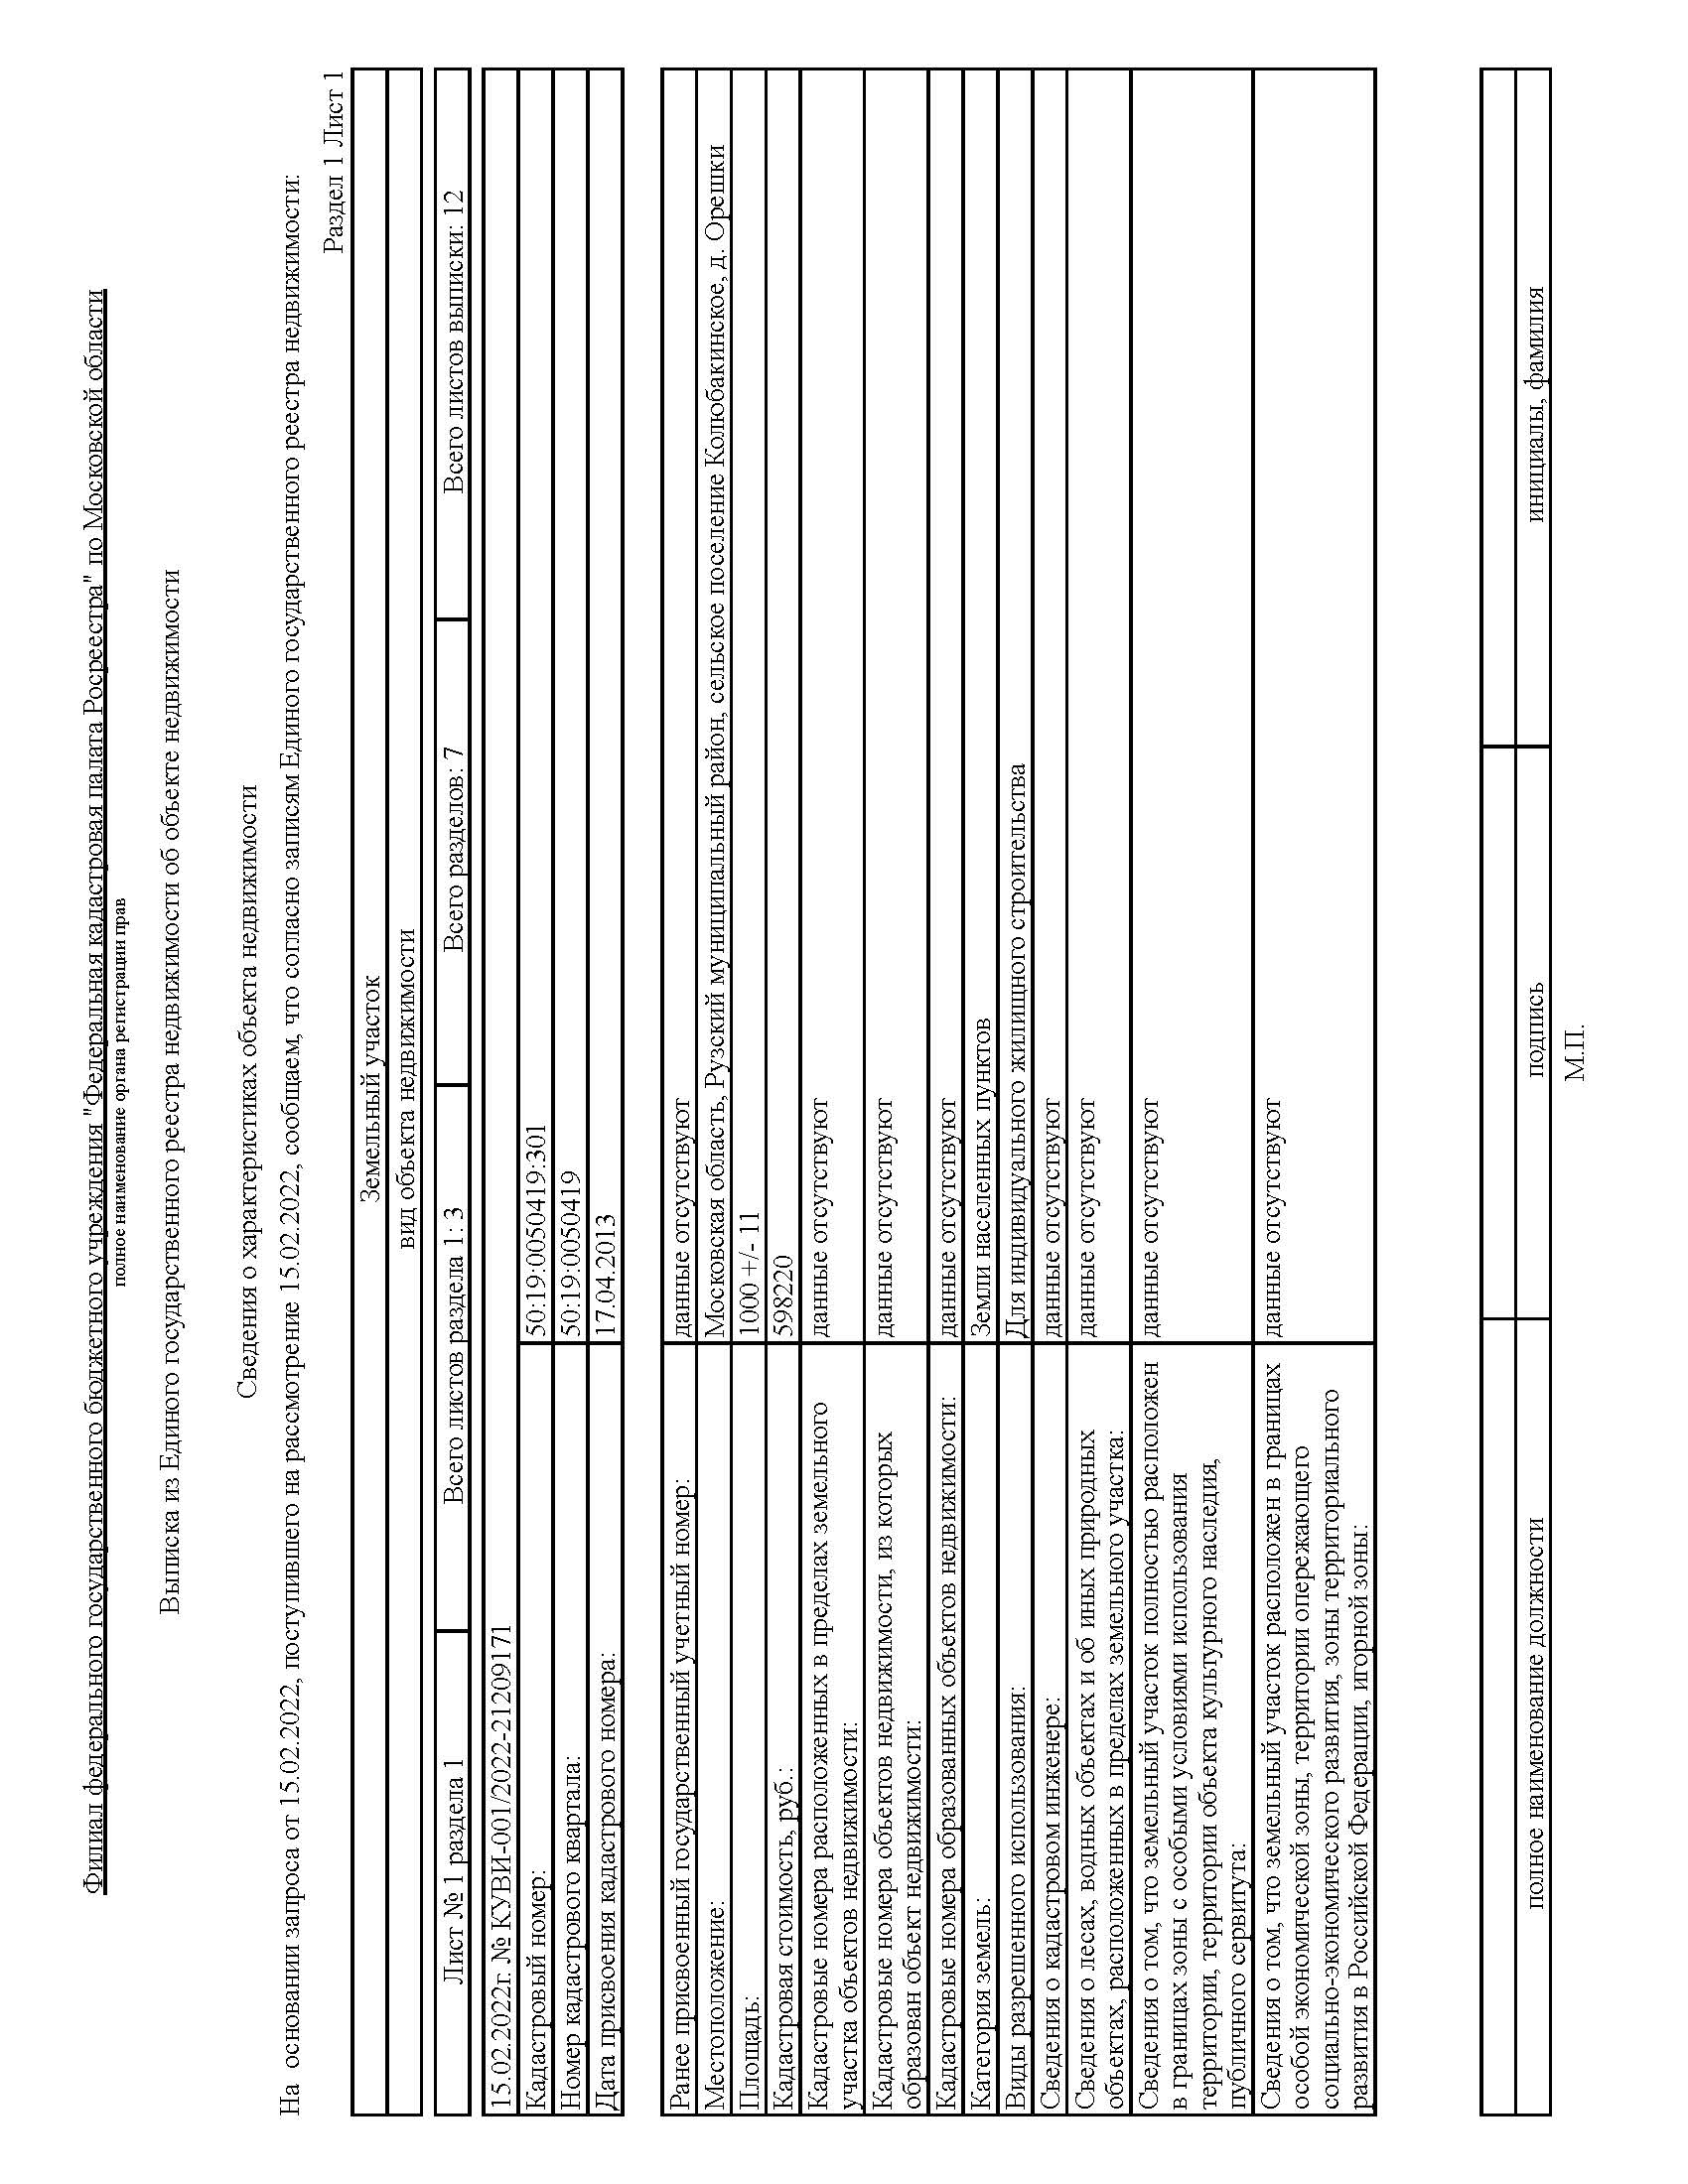 Филиал федерального государственного бюджетного учреждения "Федеральная кадастровая палата Росреестра" по Московской области
полное наименование органа регистрации прав
Выписка из Единого государственного реестра недвижимости об объекте недвижимости
Сведения о характеристиках объекта недвижимости
На основании запроса от 15.02.2022, поступившего на рассмотрение 15.02.2022, сообщаем, что согласно записям Единого государственного реестра недвижимости:
Раздел 1 Лист 1
Земельный участок
вид объекта недвижимости
Лист № 1 раздела 1 Всего листов раздела 1: 3 Всего разделов: 7 Всего листов выписки: 12
15.02.2022г. № КУВИ-001/2022-21209171
Кадастровый номер: 50:19:0050419:301
Номер кадастрового квартала: 50:19:0050419
Дата присвоения кадастрового номера: 17.04.2013
Ранее присвоенный государственный учетный номер: данные отсутствуют
Местоположение: Московская область, Рузский муниципальный район, сельское поселение Колюбакинское, д. Орешки
Площадь: 1000 +/- 11
Кадастровая стоимость, руб.: 598220
Кадастровые номера расположенных в пределах земельного данные отсутствуют
участка объектов недвижимости:
Кадастровые номера объектов недвижимости, из которых данные отсутствуют
образован объект недвижимости:
Кадастровые номера образованных объектов недвижимости: данные отсутствуют
Категория земель: Земли населенных пунктов
Виды разрешенного использования: Для индивидуального жилищного строительства
Сведения о кадастровом инженере: данные отсутствуют
Сведения о лесах, водных объектах и об иных природных данные отсутствуют
объектах, расположенных в пределах земельного участка:
Сведения о том, что земельный участок полностью расположен данные отсутствуют
в границах зоны с особыми условиями использования
территории, территории объекта культурного наследия,
публичного сервитута:
Сведения о том, что земельный участок расположен в границах данные отсутствуют
особой экономической зоны, территории опережающего
социально-экономического развития, зоны территориального
развития в Российской Федерации, игорной зоны:
полное наименование должности подпись инициалы, фамилия
М.П.